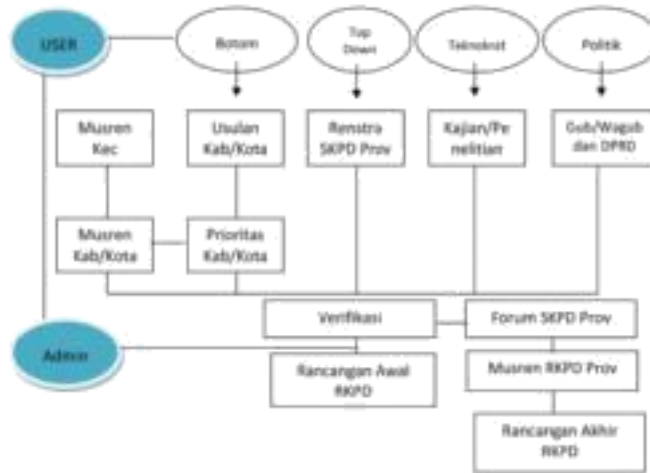 USER
Botom
Top
Down
Teknokrat
Politik
Musren
Kec
Usulan
Kab/Kota
Renstra
SKPD Prov
Kajian/Pe
nelitian
Gub/Wagub
dan DPRD
Musren
Kab/Kota
Prioritas
Kab/Kota
Verifikasi
Forum SKPD Prov
Admin
Rancangan Awal
RKPD
Musren RKPD Prov
Rancangan Akhir
RKPD